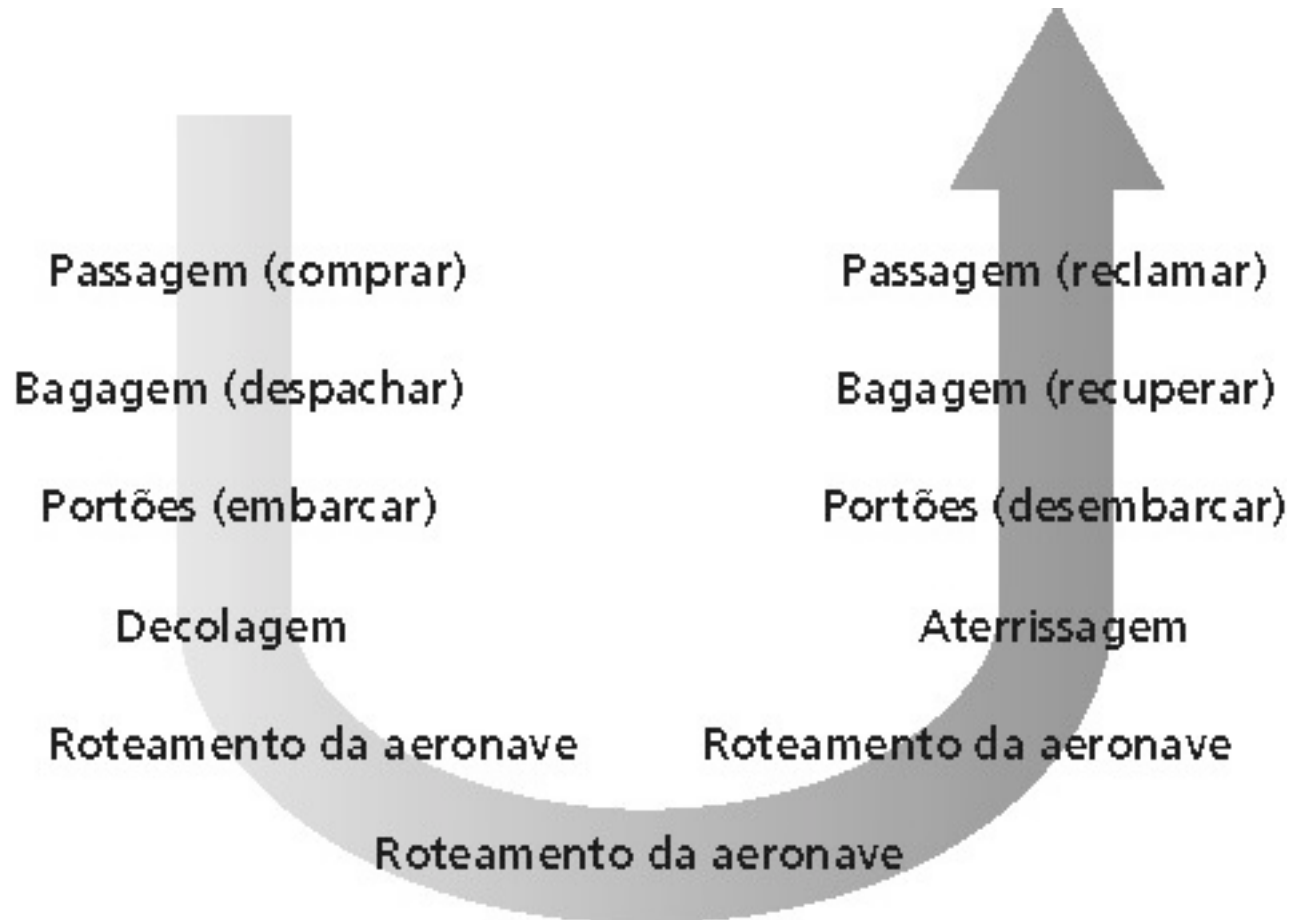 Passagem (comprar)
Passagem (reclamar)
Bagagem (despachar)
Bagagem (recuperar)
Portões (embarcar)
Portões (desembarcar)
Decolagem
Aterrissagem
Roteamento da aeronave
Roteamento da aeronave
Roteamento da aeronave